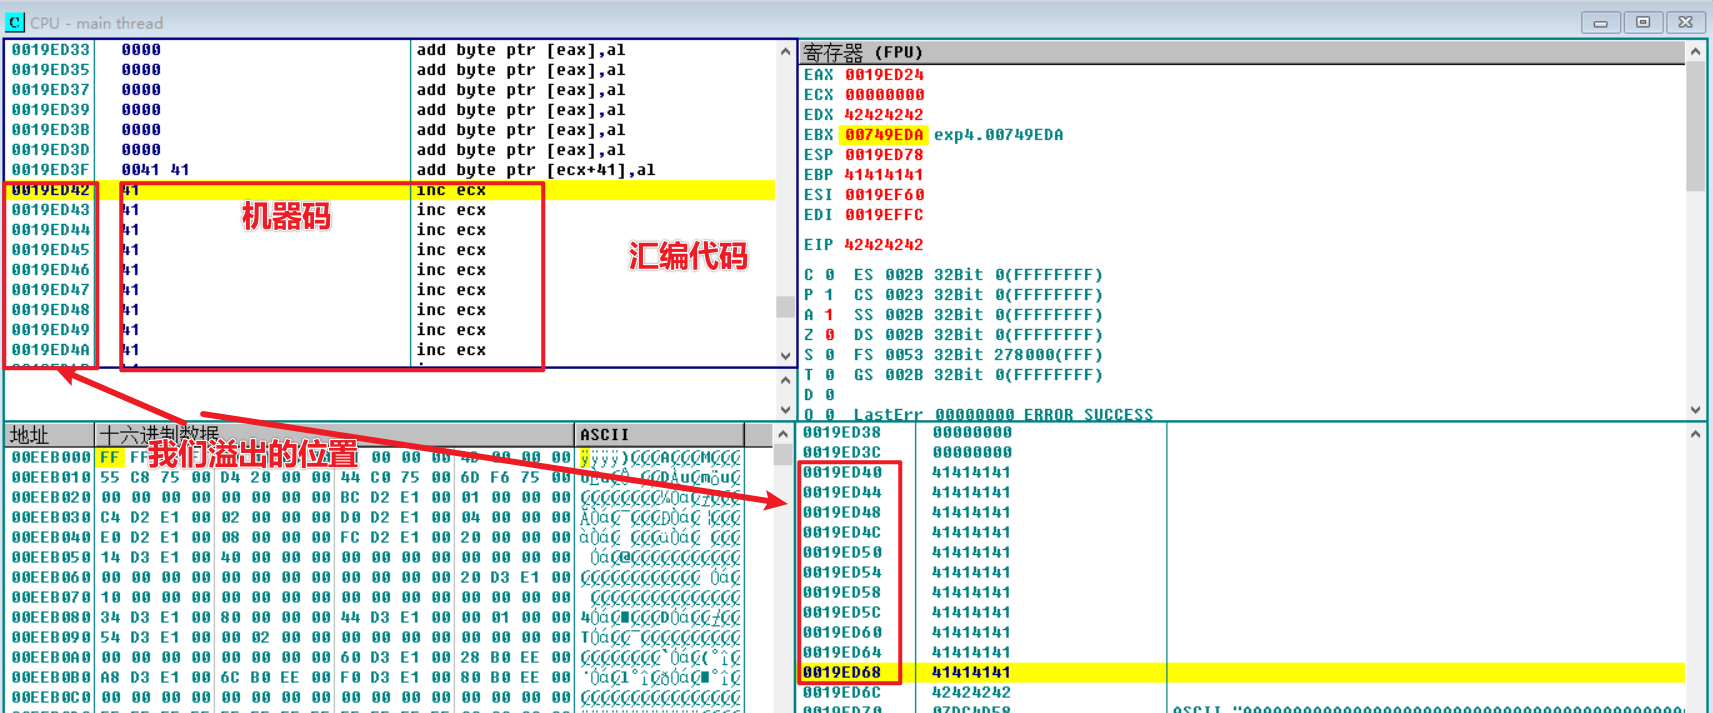 C CPU - main thread
0019ED33 0000 add byte ptr [eax],al
0019ED35 0000 add byte ptr [eax],al
0019ED37 0000 add byte ptr [eax],al
0019ED39 0000 add byte ptr [eax],al
0019ED3B 0000 add byte ptr [eax],al
0019ED3D 0000 add byte ptr [eax],al
0019ED3F 0041 41 add byte ptr [ecx+41],al
0019ED42 41 inc ecx
0019ED43 41 inc ecx
0019ED44 41 inc ecx
0019ED45 41 inc ecx
0019ED46 41 inc ecx
0019ED47 41 inc ecx
0019ED48 41 inc ecx
0019ED49 41 inc ecx
0019ED4A 41 inc ecx
机器码
汇编代码
寄存器 (FPU)
EAX 0019ED24
ECX 00000000
EDX 42424242
EBX 00749EDA exp4.00749EDA
ESP 0019ED78
EBP 41414141
ESI 0019EF60
EDI 0019EFFC
EIP 42424242
C 0 ES 002B 32Bit 0(FFFFFFFF)
P 1 CS 0023 32Bit 0(FFFFFFFF)
A 1 SS 002B 32Bit 0(FFFFFFFF)
Z 0 DS 002B 32Bit 0(FFFFFFFF)
S 0 FS 0053 32Bit 278000(FFF)
T 0 GS 002B 32Bit 0(FFFFFFFF)
D 0
O 0 LastErr 00000000 ERROR_SUCCESS
地址 十六进制数据 ASCII
我们溢出的位置
00EEB000 FF 00 00 00 4D 00 00 00
00EEB010 55 C8 75 00 D4 20 00 00 44 C0 75 00 6D F6 75 00
00EEB020 00 00 00 00 00 00 00 00 BC D2 E1 00 01 00 00 00
00EEB030 C4 D2 E1 00 02 00 00 00 D0 D2 E1 00 04 00 00 00
00EEB040 E0 D2 E1 00 08 00 00 00 FC D2 E1 00 20 00 00 00
00EEB050 14 D3 E1 00 40 00 00 00 00 00 00 00 00 00 00 00
00EEB060 00 00 00 00 00 00 00 00 00 00 00 00 20 D3 E1 00
00EEB070 10 00 00 00 00 00 00 00 00 00 00 00 00 00 00 00
00EEB080 34 D3 E1 00 80 00 00 00 44 D3 E1 00 00 01 00 00
00EEB090 54 D3 E1 00 00 02 00 00 00 00 00 00 00 00 00 00
00EEB0A0 00 00 00 00 00 00 00 00 60 D3 E1 00 28 B0 EE 00
00EEB0B0 A8 D3 E1 00 6C B0 EE 00 F0 D3 E1 00 80 B0 EE 00
00EEB0C0 00 00 00 00 00 00 00 00 00 00 00 00 00 00 00 00
0019ED38 00000000
0019ED3C 00000000
0019ED40 41414141
0019ED44 41414141
0019ED48 41414141
0019ED4C 41414141
0019ED50 41414141
0019ED54 41414141
0019ED58 41414141
0019ED5C 41414141
0019ED60 41414141
0019ED64 41414141
0019ED68 41414141
0019ED6C 42424242